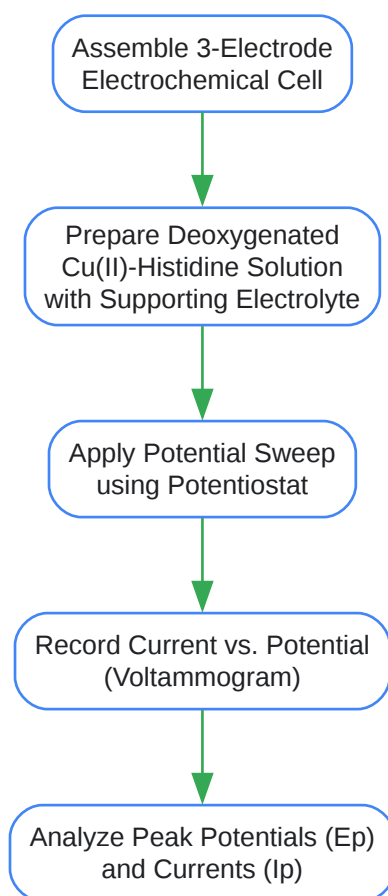 Assemble 3-Electrode
Electrochemical Cell
Prepare Deoxygenated
Cu(II)-Histidine Solution
with Supporting Electrolyte
Apply Potential Sweep
using Potentiostat
Record Current vs. Potential
(Voltammogram)
Analyze Peak Potentials (Ep)
and Currents (Ip)